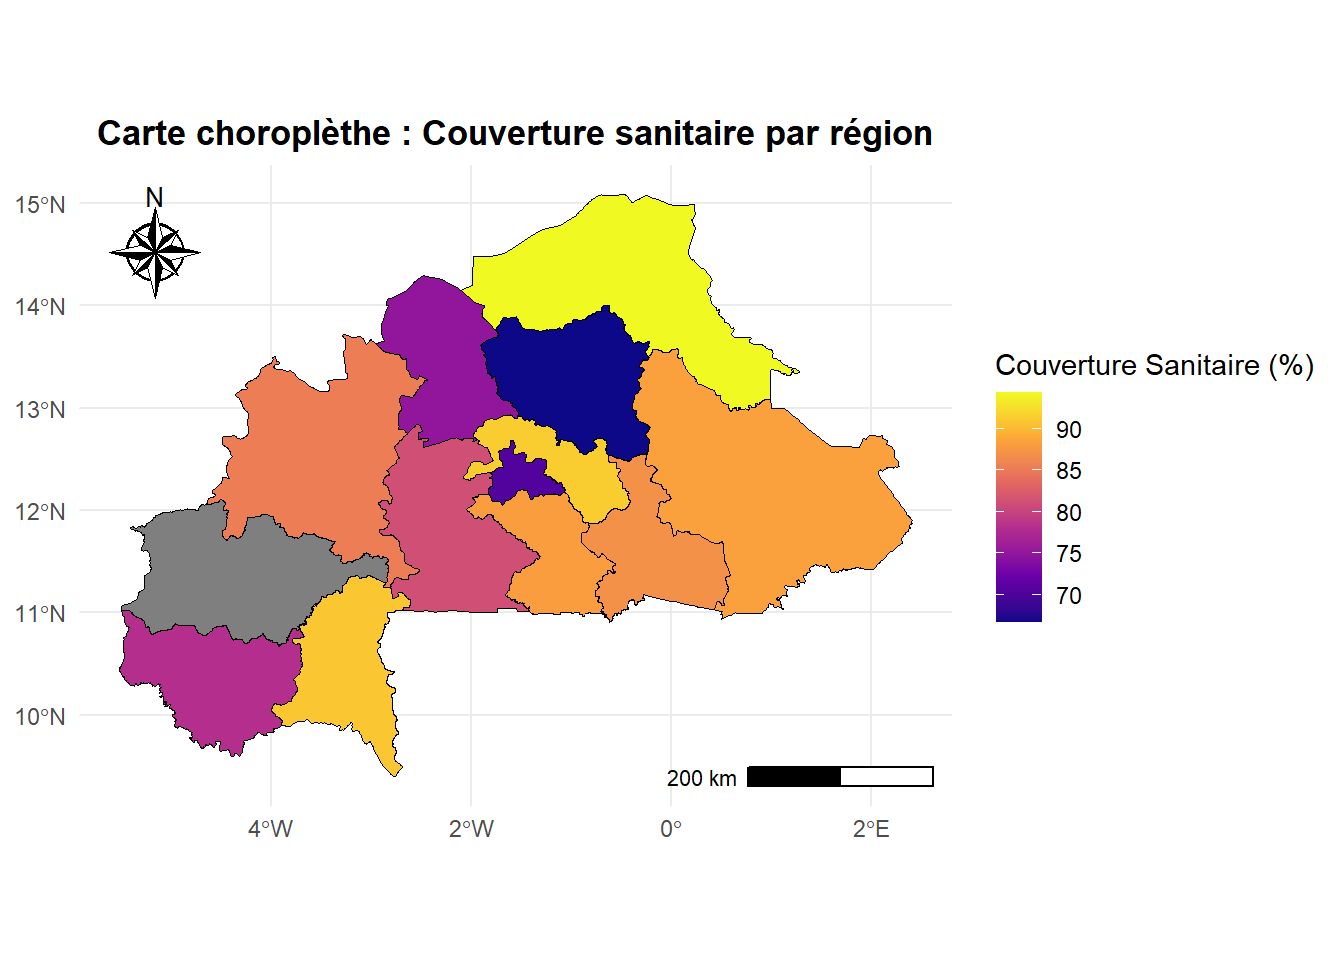 Carte choroplèthe : Couverture sanitaire par région
N
15°N
14°N
13°N
12°N
11°N
10°N
4°W
2°W
0°
2°E
200 km
Couverture Sanitaire (%)
90
85
80
75
70